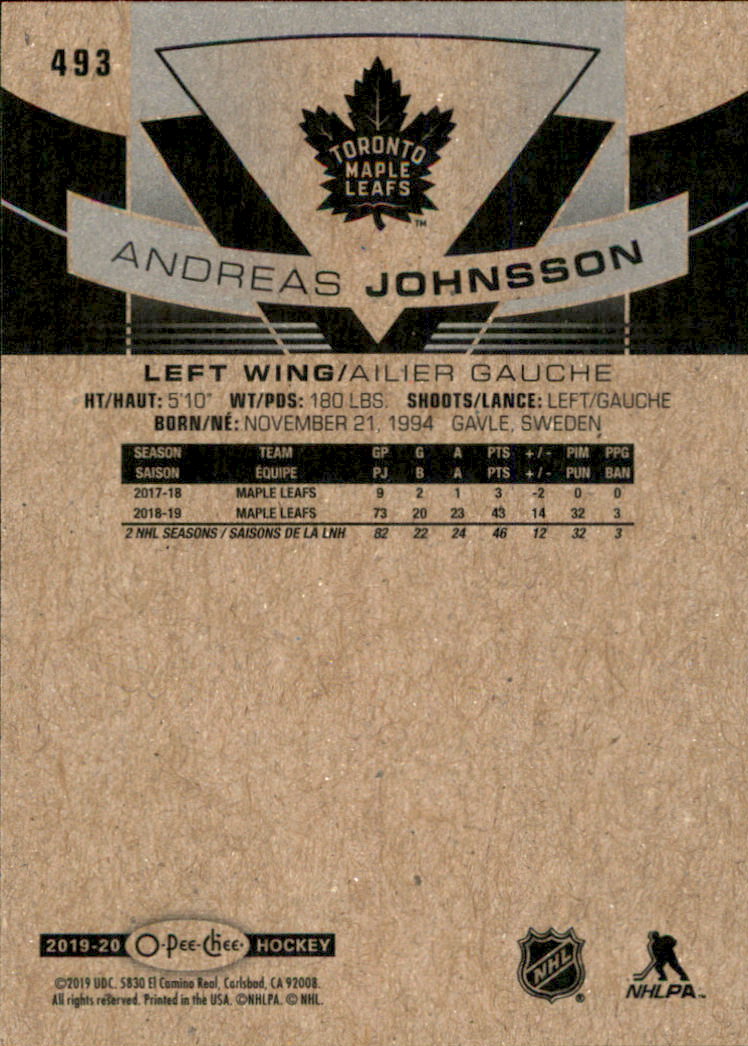 493
TORONTO
MAPLE
LEAFS
TM
ANDREAS JOHNSSON
LEFT WING/AILIER GAUCHE
HT/HAUT: 5'10" WT/PDS: 180 LBS. SHOOTS/LANCE: LEFT/GAUCHE
BORN/NÉ: NOVEMBER 21, 1994 GAVLE, SWEDEN
SEASON TEAM GP G A PTS +/- PIM PPG
SAISON ÉQUIPE PJ B A PTS +/- PUN BAN
2017-18 MAPLE LEAFS 9 2 1 3 -2 0 0
2018-19 MAPLE LEAFS 73 20 23 43 14 32 3
2 NHL SEASONS / SAISONS DE LA LNH 82 22 24 46 12 32 3
2019-20 O-Pee-Chee HOCKEY
©2019 UDC. 5830 El Camino Real, Carlsbad, CA 92008.
All rights reserved. Printed in the USA. ©NHLPA. © NHL.
NHL ®
NHLPA™